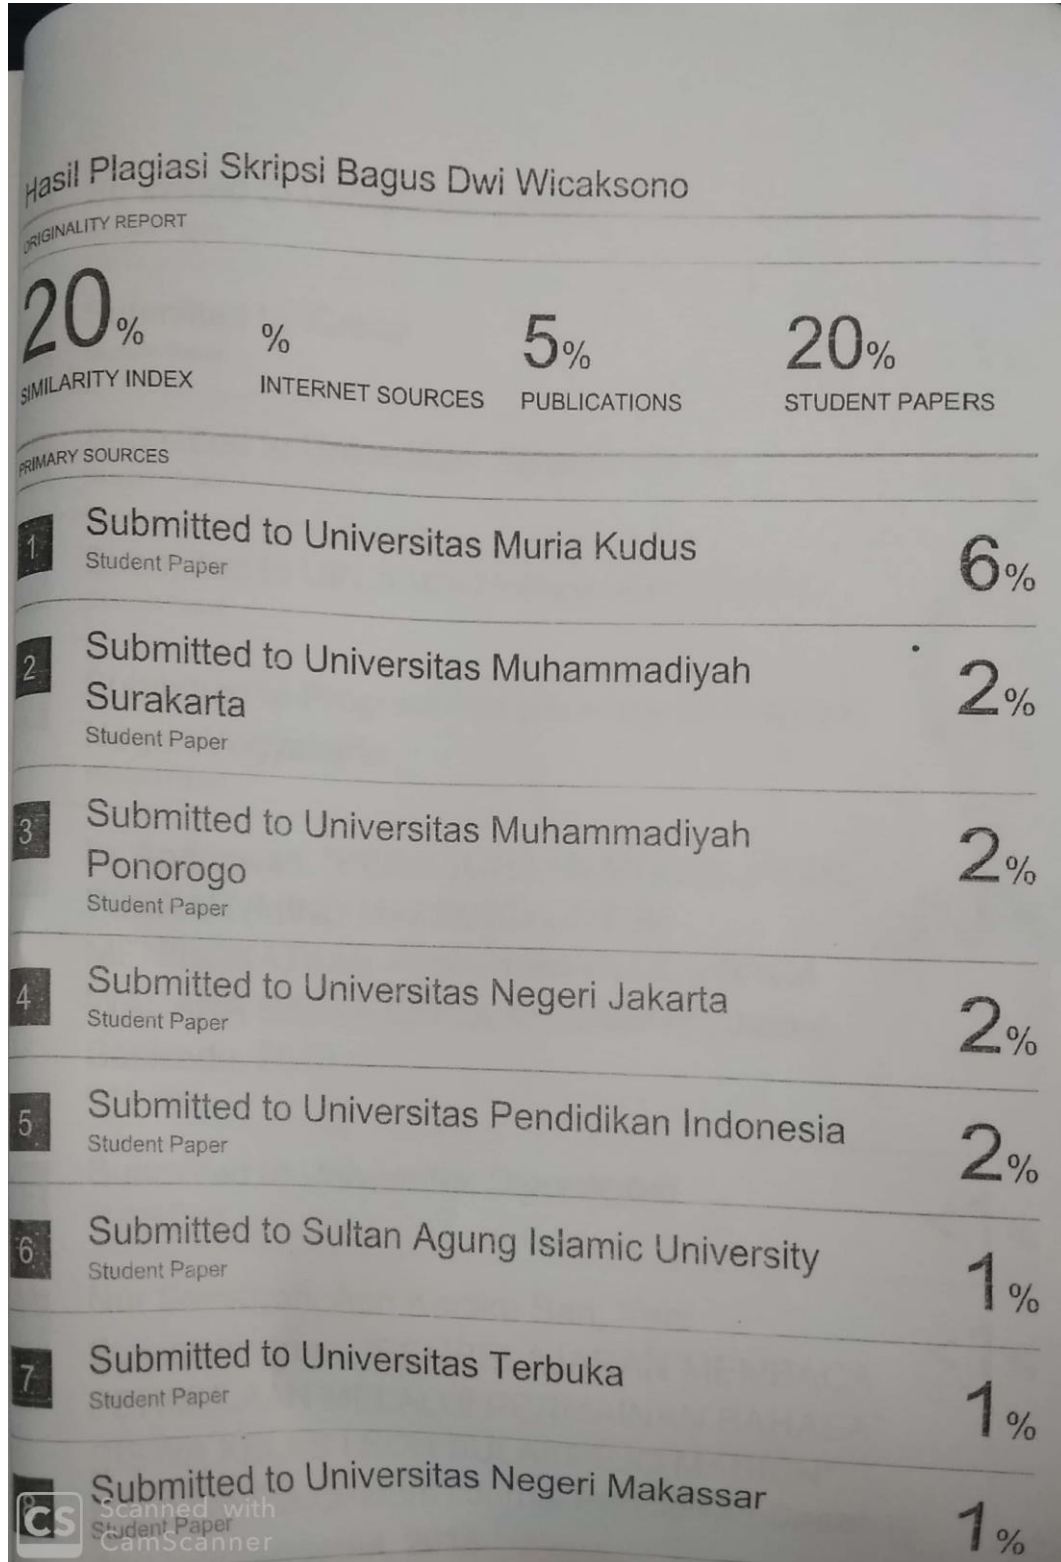 Hasil Plagiasi Skripsi Bagus Dwi Wicaksono
ORIGINALITY REPORT
20%
SIMILARITY INDEX
%
INTERNET SOURCES
5%
PUBLICATIONS
20%
STUDENT PAPERS
PRIMARY SOURCES
1
Submitted to Universitas Muria Kudus
Student Paper
6%
2
Submitted to Universitas Muhammadiyah
Surakarta
Student Paper
2%
3
Submitted to Universitas Muhammadiyah
Ponorogo
Student Paper
2%
4
Submitted to Universitas Negeri Jakarta
Student Paper
2%
5
Submitted to Universitas Pendidikan Indonesia
Student Paper
2%
6
Submitted to Sultan Agung Islamic University
Student Paper
1%
7
Submitted to Universitas Terbuka
Student Paper
1%
8
Submitted to Universitas Negeri Makassar
Student Paper
1%
CS
Scanned with
CamScanner